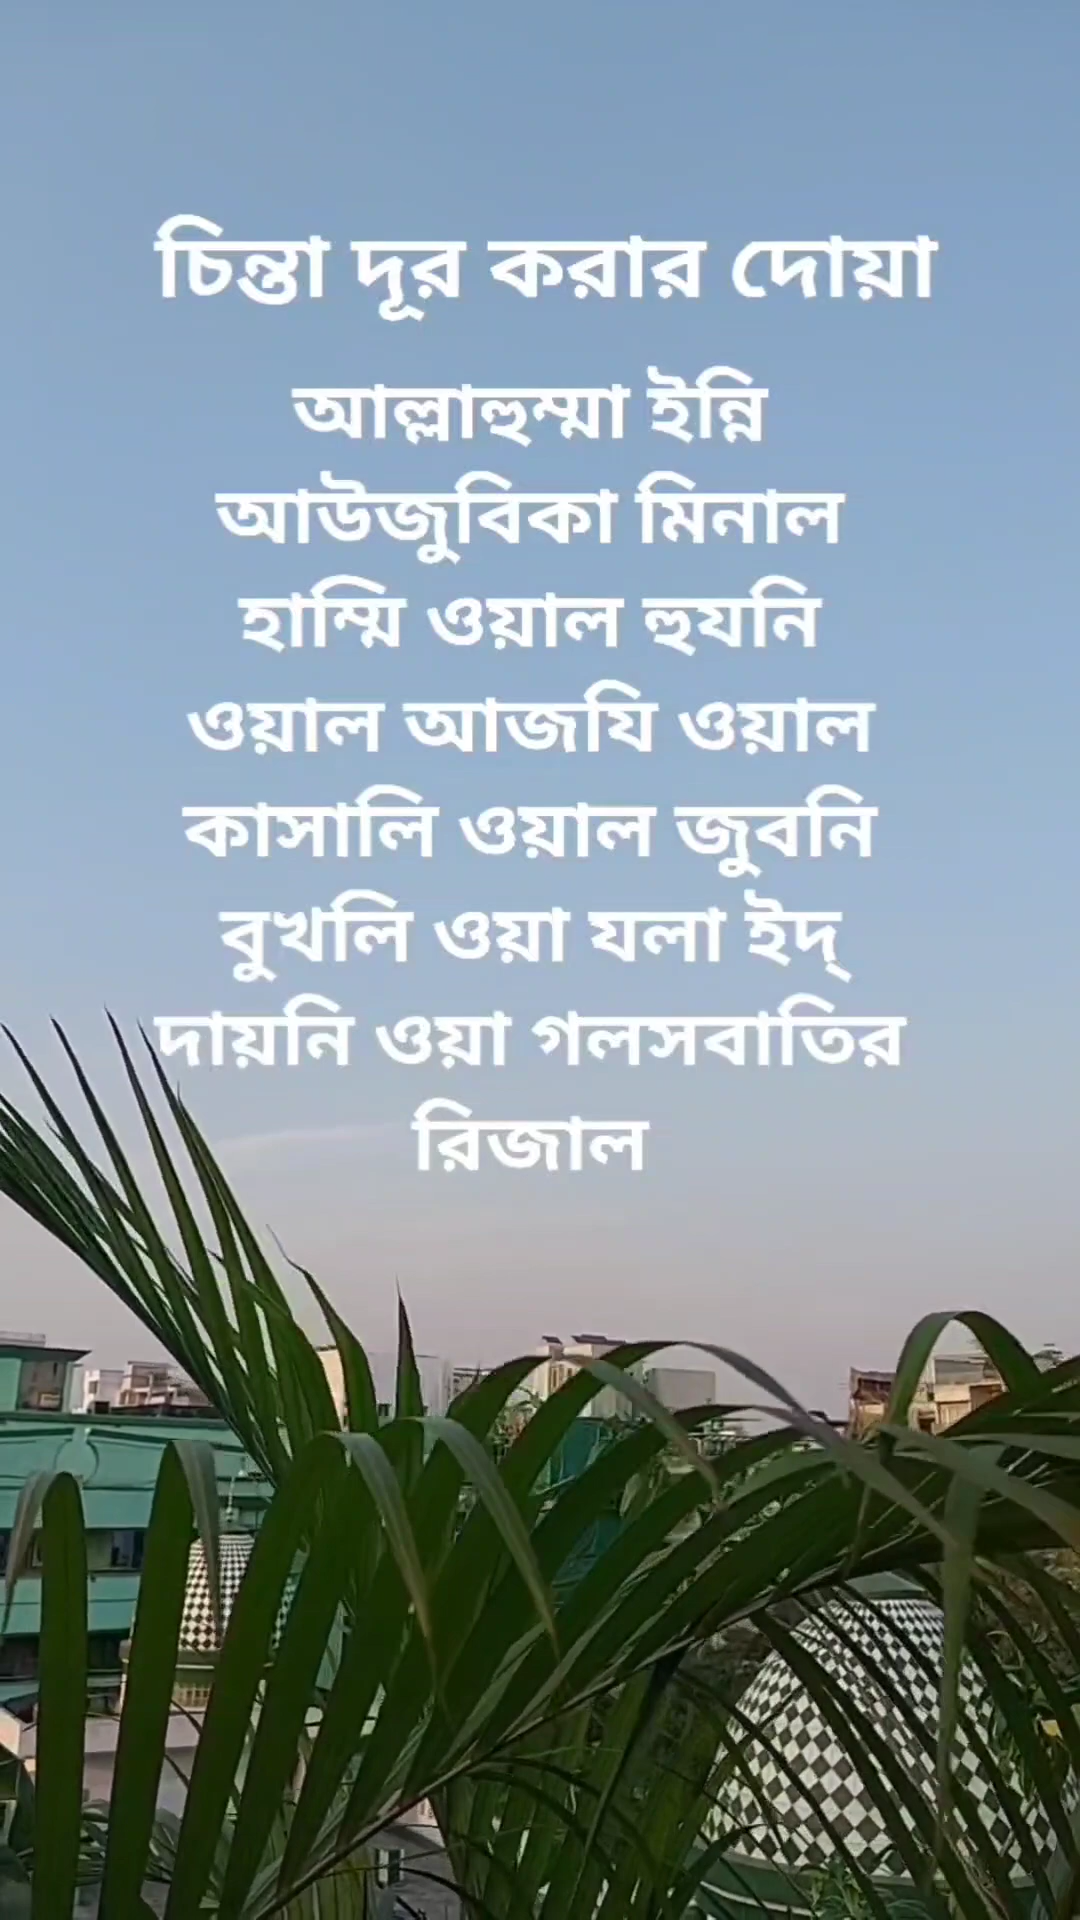 চিন্তা দূর করার দোয়া
আল্লাহুম্মা ইন্নি
আউজুবিকা মিনাল
হাম্মি ওয়াল হুযনি
ওয়াল আজযি ওয়াল
কাসালি ওয়াল জুবনি
বুখলি ওয়া যলা ইদ্
দায়নি ওয়া গলসবাতির
রিজাল